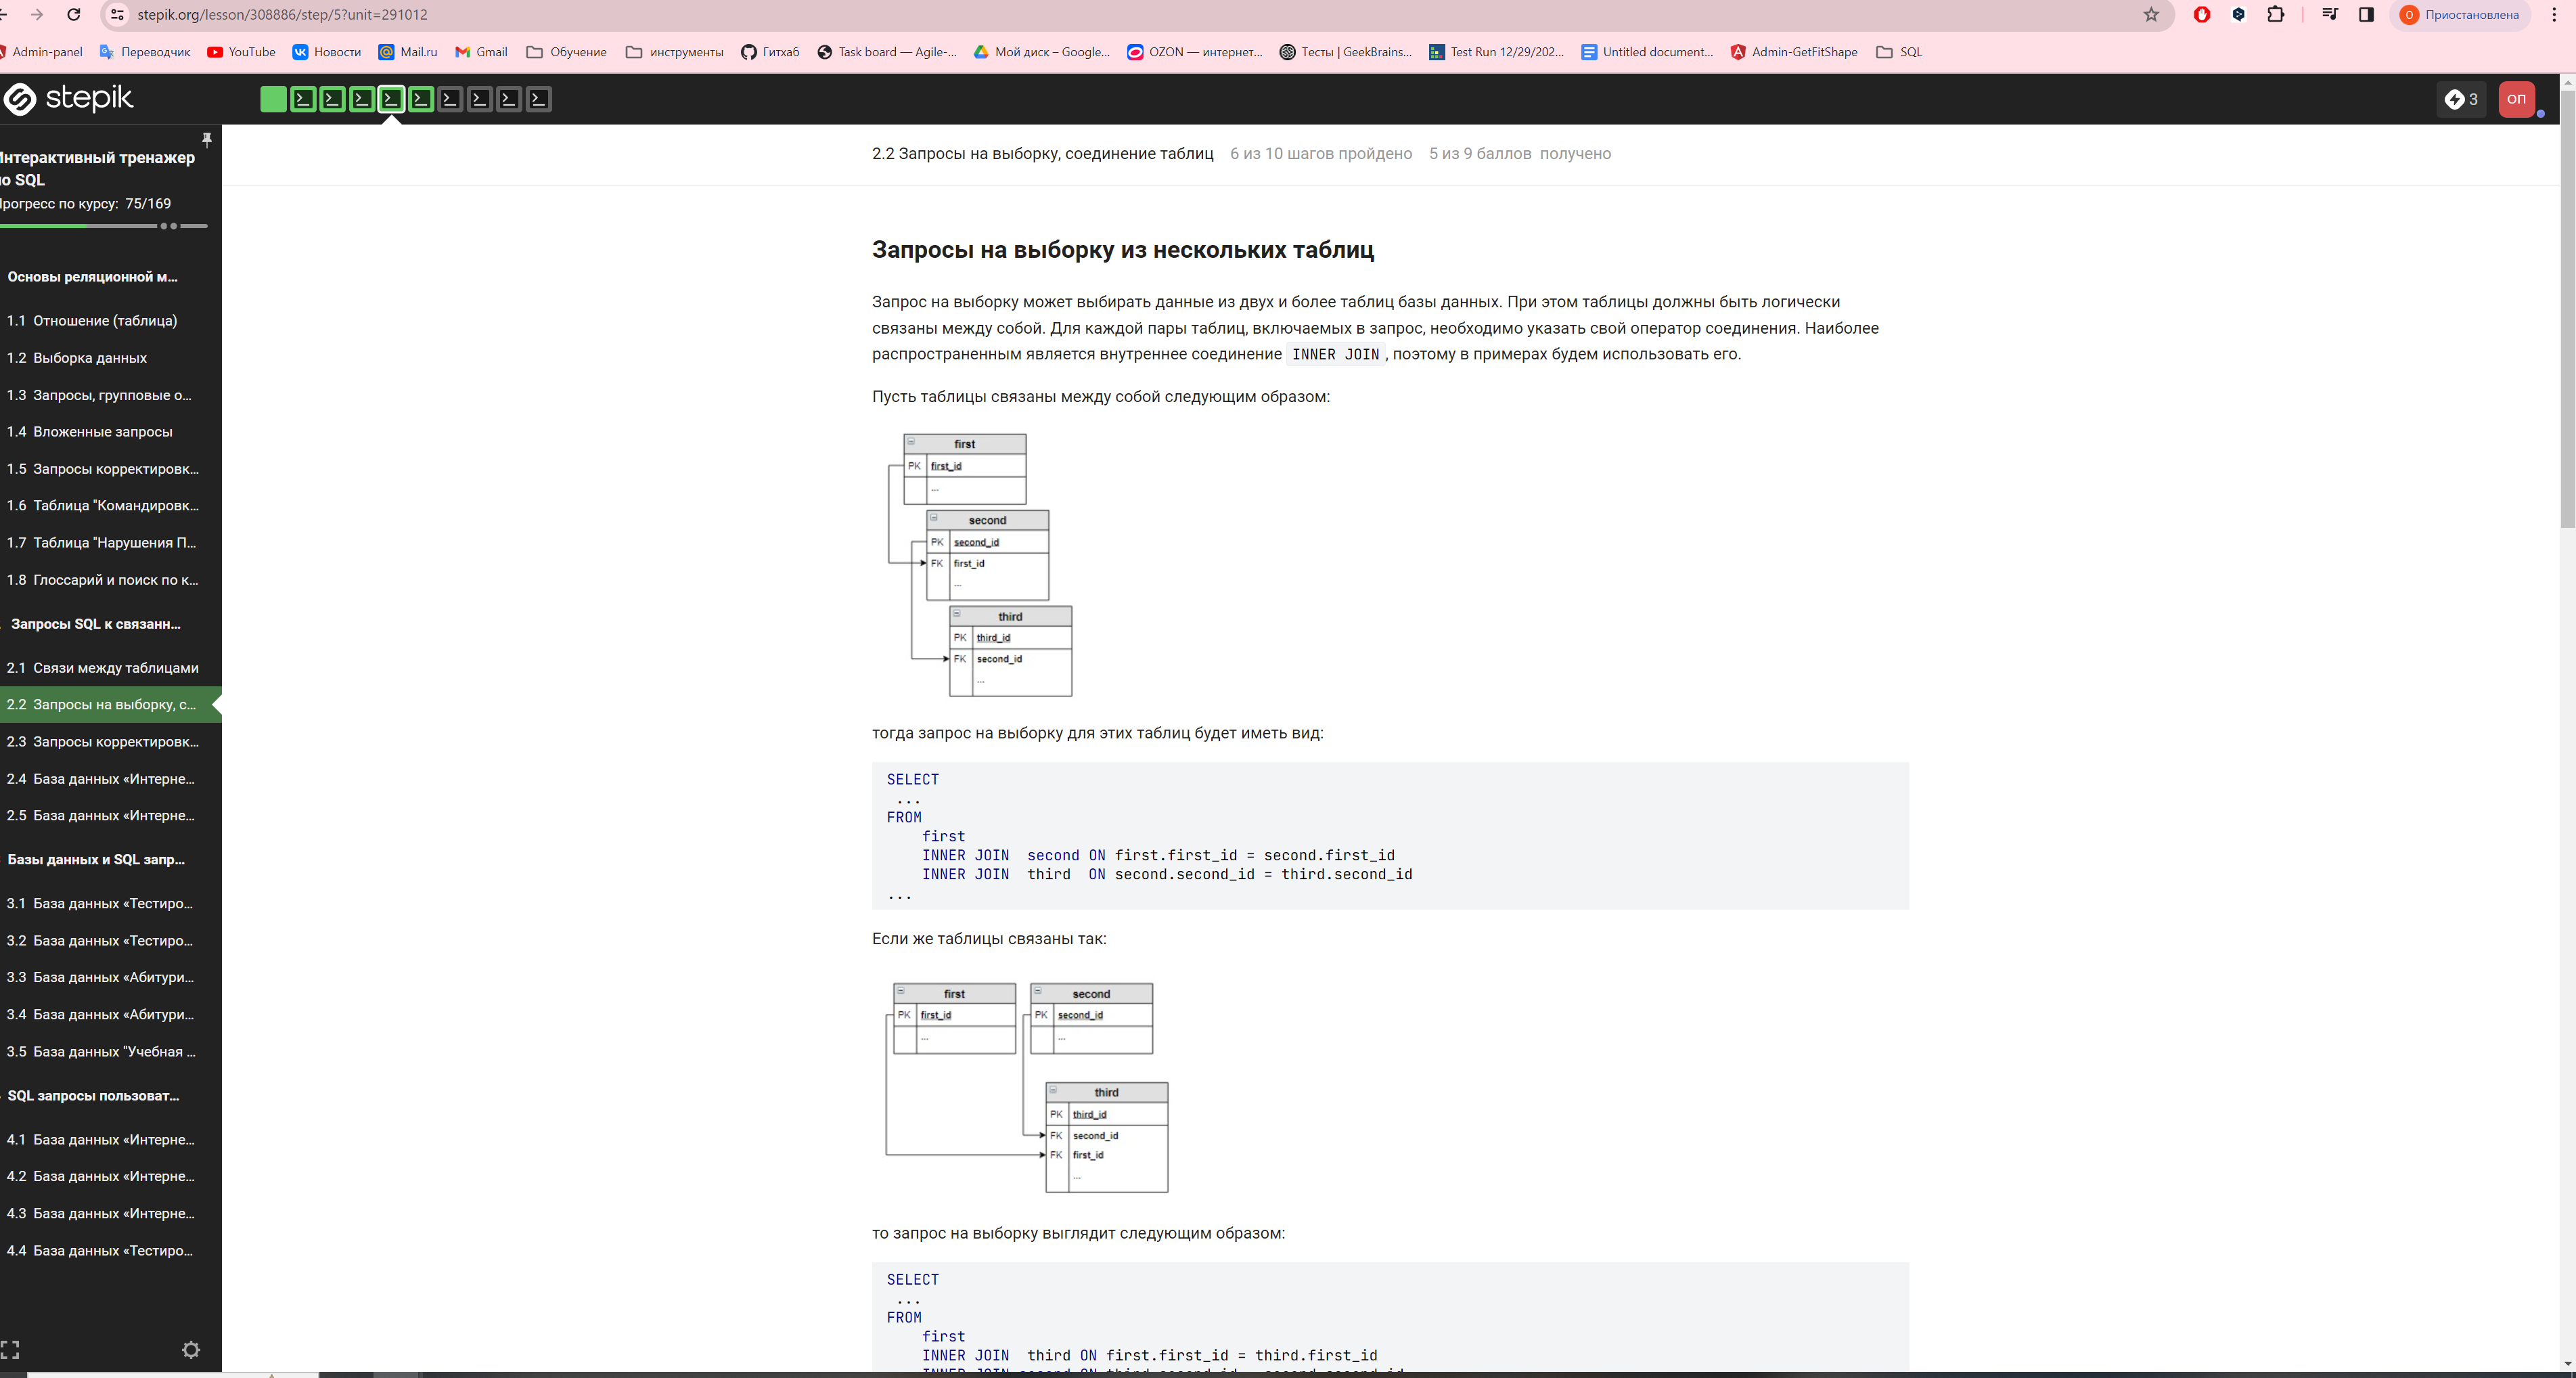 stepik.org/lesson/308886/step/5?unit=291012
О Приостановлена
Admin-panel Переводчик YouTube Новости Mail.ru Gmail Обучение инструменты Гитхаб Task board — Agile-... Мой диск – Google... OZON — интернет... Тесты | GeekBrains... Test Run 12/29/202... Untitled document... Admin-GetFitShape SQL
stepik
3
ОП
Интерактивный тренажер
по SQL
Прогресс по курсу: 75/169
Основы реляционной м...
1.1 Отношение (таблица)
1.2 Выборка данных
1.3 Запросы, групповые о...
1.4 Вложенные запросы
1.5 Запросы корректировк...
1.6 Таблица "Командировк...
1.7 Таблица "Нарушения П...
1.8 Глоссарий и поиск по к...
Запросы SQL к связанн...
2.1 Связи между таблицами
2.2 Запросы на выборку, с...
2.3 Запросы корректировк...
2.4 База данных «Интерне...
2.5 База данных «Интерне...
Базы данных и SQL запр...
3.1 База данных «Тестиро...
3.2 База данных «Тестиро...
3.3 База данных «Абитури...
3.4 База данных «Абитури...
3.5 База данных "Учебная ...
SQL запросы пользоват...
4.1 База данных «Интерне...
4.2 База данных «Интерне...
4.3 База данных «Интерне...
4.4 База данных «Тестиро...
2.2 Запросы на выборку, соединение таблиц 6 из 10 шагов пройдено 5 из 9 баллов получено
Запросы на выборку из нескольких таблиц
Запрос на выборку может выбирать данные из двух и более таблиц базы данных. При этом таблицы должны быть логически
связаны между собой. Для каждой пары таблиц, включаемых в запрос, необходимо указать свой оператор соединения. Наиболее
распространенным является внутреннее соединение INNER JOIN, поэтому в примерах будем использовать его.
Пусть таблицы связаны между собой следующим образом:
first
PK first_id
...
second
PK second_id
FK first_id
...
third
PK third_id
FK second_id
...
тогда запрос на выборку для этих таблиц будет иметь вид:
SELECT
...
FROM
first
INNER JOIN second ON first.first_id = second.first_id
INNER JOIN third ON second.second_id = third.second_id
...
Если же таблицы связаны так:
first second
PK first_id PK second_id
... ...
third
PK third_id
FK second_id
FK first_id
...
то запрос на выборку выглядит следующим образом:
SELECT
...
FROM
first
INNER JOIN third ON first.first_id = third.first_id